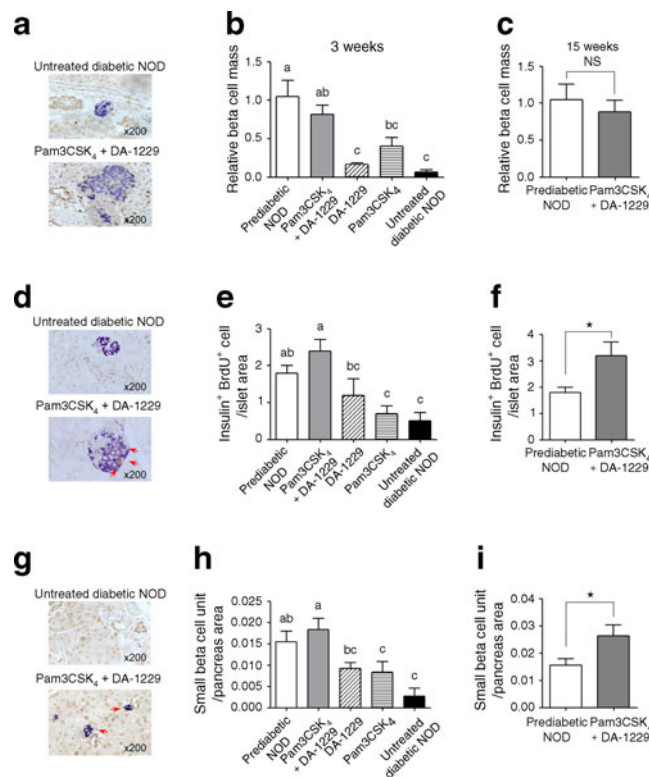 a
Untreated diabetic NOD
x200
Pam3CSK₄ + DA-1229
x200
b
3 weeks
Relative beta cell mass
1.5
1.0
0.5
0.0
a
ab
c
bc
c
Prediabetic
NOD
Pam3CSK₄
+ DA-1229
DA-1229
Pam3CSK₄
Untreated
diabetic NOD
c
15 weeks
NS
Relative beta cell mass
1.5
1.0
0.5
0.0
Prediabetic
NOD
Pam3CSK₄
+ DA-1229
d
Untreated diabetic NOD
x200
Pam3CSK₄ + DA-1229
x200
e
Insulin⁺ BrdU⁺ cell
/islet area
3
2
1
0
ab
a
bc
c
c
Prediabetic
NOD
Pam3CSK₄
+ DA-1229
DA-1229
Pam3CSK₄
Untreated
diabetic NOD
f
*
Insulin⁺ BrdU⁺ cell
/islet area
4
3
2
1
0
Prediabetic
NOD
Pam3CSK₄
+ DA-1229
g
Untreated diabetic NOD
x200
Pam3CSK₄ + DA-1229
x200
h
Small beta cell unit
/pancreas area
0.025
0.020
0.015
0.010
0.005
0.000
ab
a
bc
c
c
Prediabetic
NOD
Pam3CSK₄
+ DA-1229
DA-1229
Pam3CSK₄
Untreated
diabetic NOD
i
*
Small beta cell unit
/pancreas area
0.04
0.03
0.02
0.01
0.00
Prediabetic
NOD
Pam3CSK₄
+ DA-1229